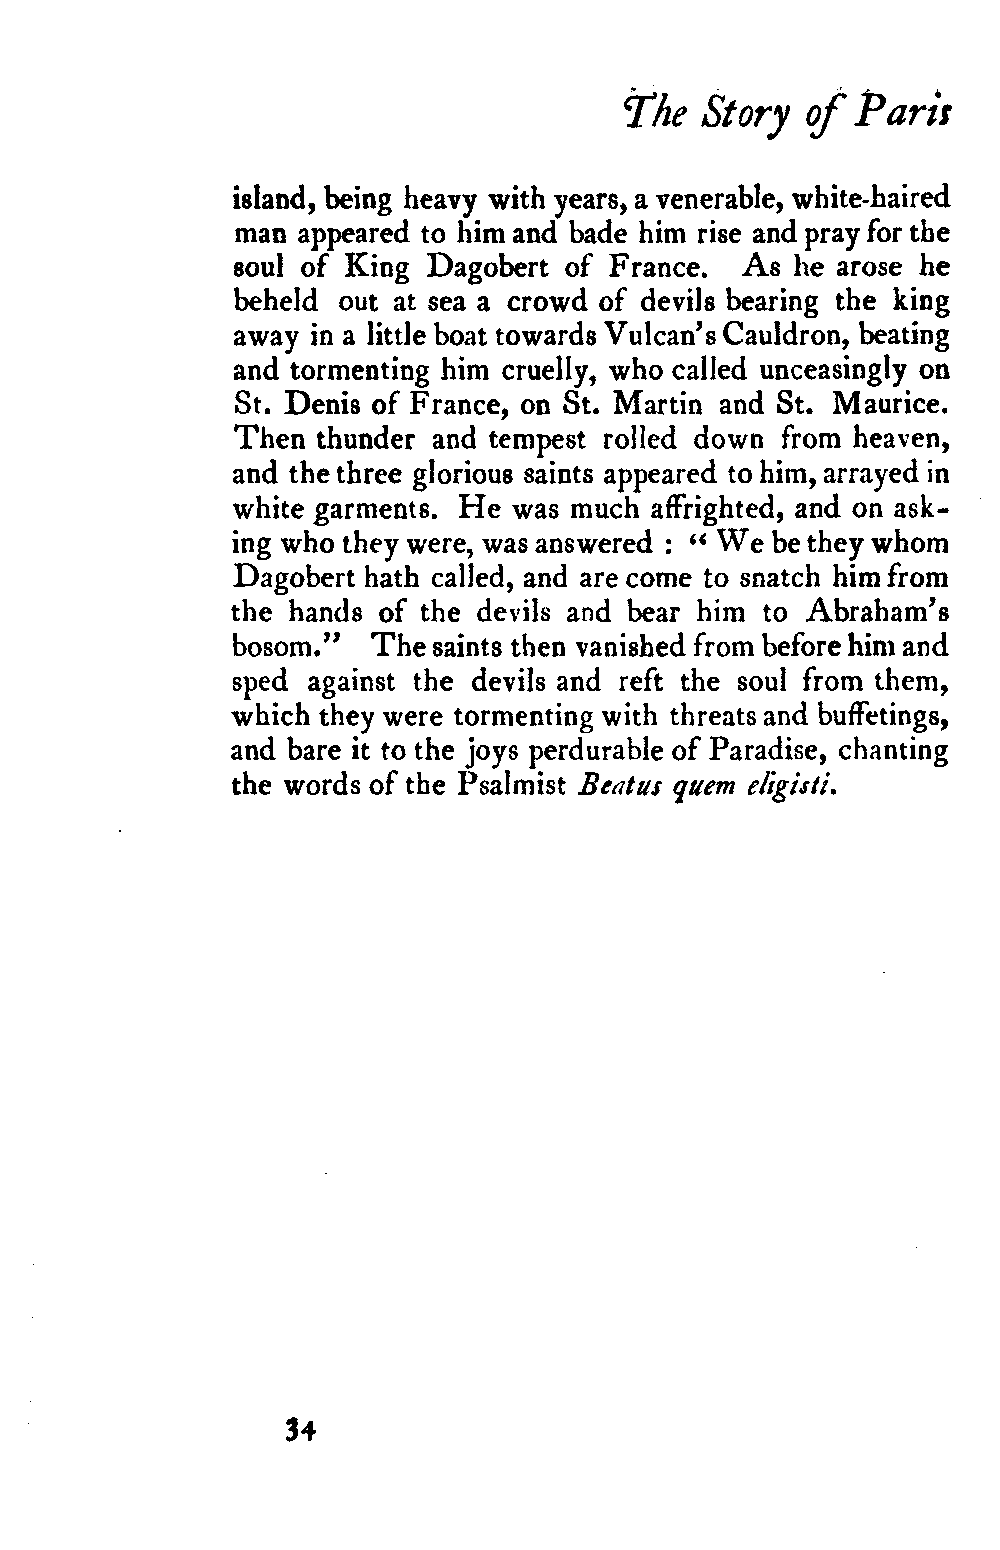 The Story of Paris
island, being heavy with years, a venerable, white-haired
man appeared to him and bade him rise and pray for the
soul of King Dagobert of France. As he arose he
beheld out at sea a crowd of devils bearing the king
away in a little boat towards Vulcan's Cauldron, beating
and tormenting him cruelly, who called unceasingly on
St. Denis of France, on St. Martin and St. Maurice.
Then thunder and tempest rolled down from heaven,
and the three glorious saints appeared to him, arrayed in
white garments. He was much affrighted, and on ask-
ing who they were, was answered : “ We be they whom
Dagobert hath called, and are come to snatch him from
the hands of the devils and bear him to Abraham's
bosom.” The saints then vanished from before him and
sped against the devils and reft the soul from them,
which they were tormenting with threats and buffetings,
and bare it to the joys perdurable of Paradise, chanting
the words of the Psalmist Beatus quem eligisti.
34